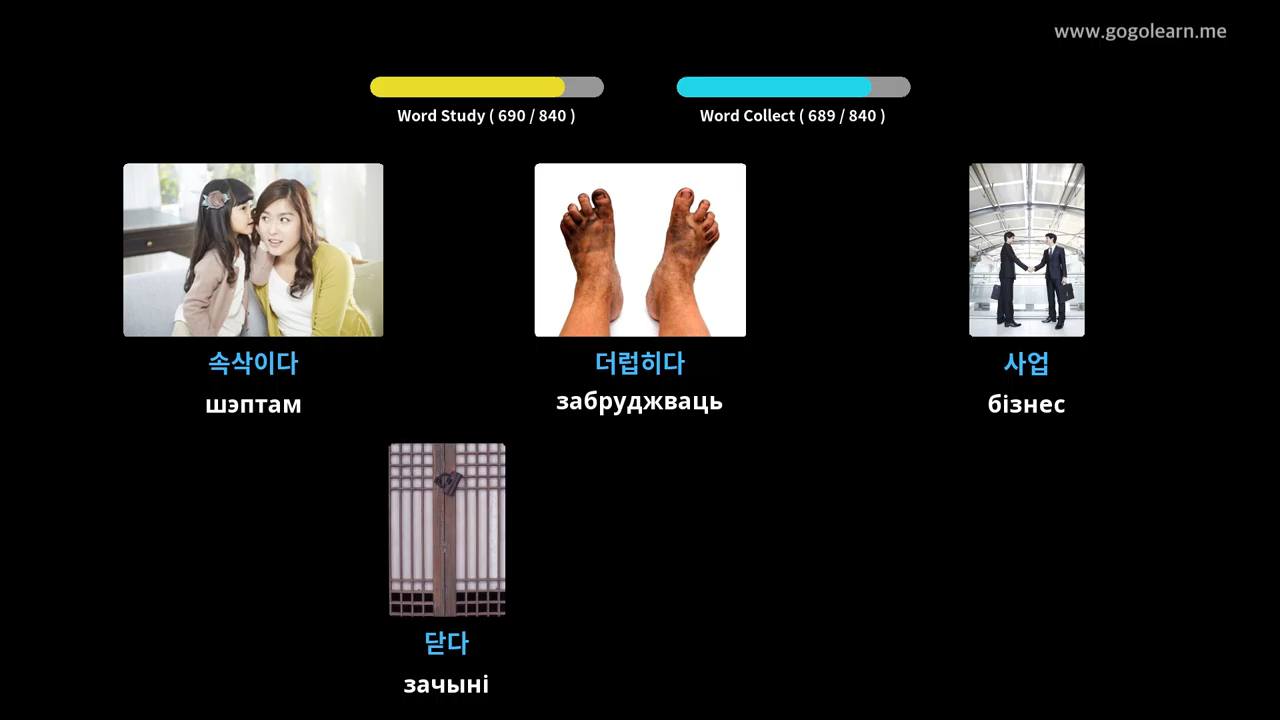 www.gogolearn.me
Word Study ( 690 / 840 )
Word Collect ( 689 / 840 )
속삭이다
더럽히다
사업
шэптам
забруджваць
бізнес
닫다
зачыні